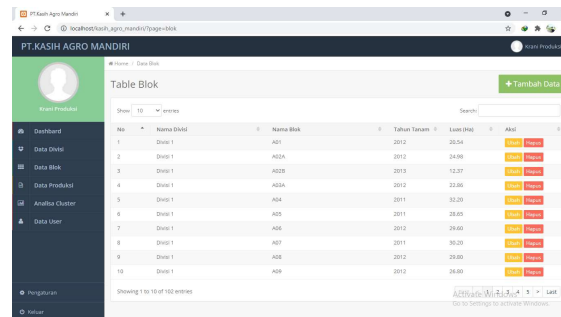 PT.Kasih Agro Mandiri
localhost/kasih_agro_mandiri/?page=blok
PT.KASIH AGRO MANDIRI
Krani Produksi
Home / Data Blok
Table Blok
+ Tambah Data
Krani Produksi
Show 10 entries
Search:
Dashbard
Data Divisi
Data Blok
Data Produksi
Analisa Cluster
Data User
Pengaturan
Keluar
No Nama Divisi Nama Blok Tahun Tanam Luas (Ha) Aksi
1 Divisi 1 A01 2012 20.54 Ubah Hapus
2 Divisi 1 A02A 2012 24.98 Ubah Hapus
3 Divisi 1 A02B 2013 12.37 Ubah Hapus
4 Divisi 1 A03A 2012 22.86 Ubah Hapus
5 Divisi 1 A04 2011 32.20 Ubah Hapus
6 Divisi 1 A05 2011 28.65 Ubah Hapus
7 Divisi 1 A06 2012 29.60 Ubah Hapus
8 Divisi 1 A07 2011 30.20 Ubah Hapus
9 Divisi 1 A08 2012 29.80 Ubah Hapus
10 Divisi 1 A09 2012 26.80 Ubah Hapus
Showing 1 to 10 of 102 entries
1 2 3 4 5 > Last
Activate Windows
Go to Settings to activate Windows.